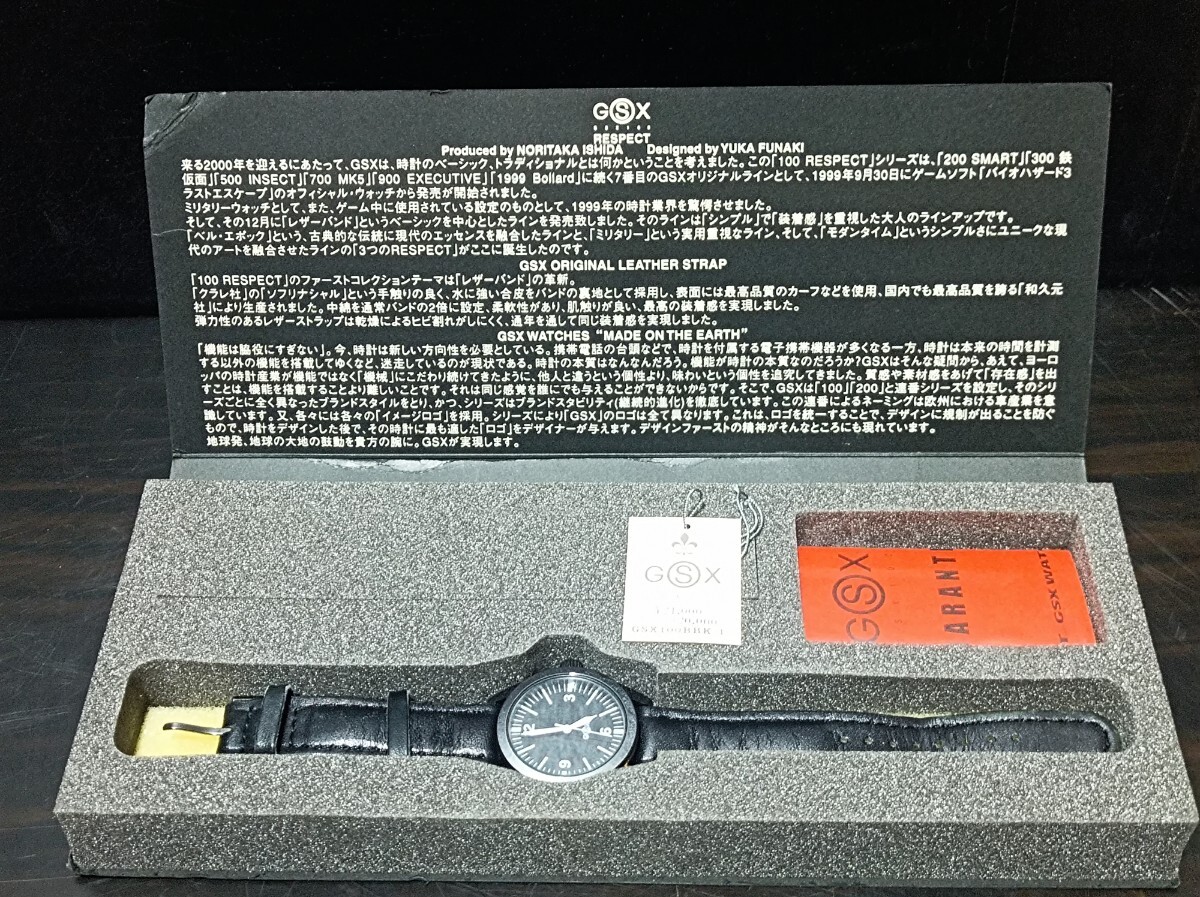 GSX
RESPECT
Produced by NORITAKA ISHIDA Designed by YUKA FUNAKI
来る2000年を迎えるにあたって、GSXは、時計のベーシック、トラディショナルとは何かということを考えました。この「100 RESPECT」シリーズは、「200 SMART」「300 鉄
仮面」「500 INSECT」「700 MK5」「900 EXECUTIVE」「1999 Bollard」に続く7番目のGSXオリジナルラインとして、1999年9月30日にゲームソフト「バイオハザード3
ラストエスケープ」のオフィシャル・ウォッチから発売が開始されました。
ミリタリーウォッチとして、また、ゲーム中に使用されている設定のものとして、1999年の時計業界を驚愕させました。
そして、その12月に「レザーバンド」というベーシックを中心としたラインを発売致しました。そのラインは「シンプル」で「装着感」を重視した大人のラインアップです。
「ベル・エポック」という、古典的な伝統に現代のエッセンスを融合したラインと、「ミリタリー」という実用重視なライン、そして、「モダンタイム」というシンプルさにユニークな現
代のアートを融合させたラインの「3つのRESPECT」がここに誕生したのです。
GSX ORIGINAL LEATHER STRAP
「100 RESPECT」のファーストコレクションテーマは「レザーバンド」の革新。
「クラレ社」の「ソフリナシャル」という手触りの良く、水に強い合皮をバンドの裏地として採用し、表面には最高品質のカーフなどを使用、国内でも最高品質を誇る「和久元
社」により生産されました。中綿を通常バンドの2倍に設定、柔軟性があり、肌触りが良い、最高の装着感を実現しました。
弾力性のあるレザーストラップは乾燥によるヒビ割れがしにくく、通年を通して同じ装着感を実現しました。
GSX WATCHES "MADE ON THE EARTH"
「機能は脇役にすぎない」。今、時計は新しい方向性を必要としている。携帯電話の台頭などで、時計を付属する電子携帯機器が多くなる一方、時計は本来の時間を計測
する以外の機能を搭載してゆくなど、迷走しているのが現状である。時計の本質はなんなんだろう。機能が時計の本質なのだろうか?GSXはそんな疑問から、あえて、ヨーロ
ッパの時計産業が機能ではなく「機械」にこだわり続けてきたように、他人と違うという個性より、味わいという個性を追究してきました。質感や素材感をあげて「存在感」を出
すことは、機能を搭載することより難しいことです。それは同じ感覚を誰にでも与えることができないからです。そこで、GSXは「100」「200」と連番シリーズを設定し、そのシリ
ーズごとに全く異なったブランドスタイルをとり、かつ、シリーズはブランドスタビリティ(継続的進化)を徹底しています。この連番によるネーミングは欧州における車産業を意
識しています。又、各々には各々の「イメージロゴ」を採用。シリーズにより「GSX」のロゴは全て異なります。これは、ロゴを統一することで、デザインに規制が出ることを防ぐ
もので、時計をデザインした後で、その時計に最も適した「ロゴ」をデザイナーが与えます。デザインファーストの精神がそんなところにも現れています。
地球発、地球の大地の鼓動を貴方の腕に。GSXが実現します。
GSX
GSX100BBK-1
GSX
ARANT
GSX WAT
12
3
6
9